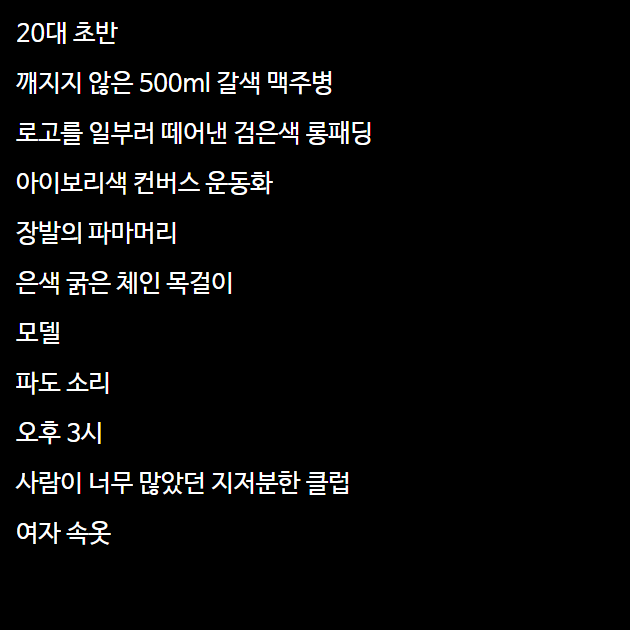 20대 초반
깨지지 않은 500ml 갈색 맥주병
로고를 일부러 떼어낸 검은색 롱패딩
아이보리색 컨버스 운동화
장발의 파마머리
은색 굵은 체인 목걸이
모델
파도 소리
오후 3시
사람이 너무 많았던 지저분한 클럽
여자 속옷